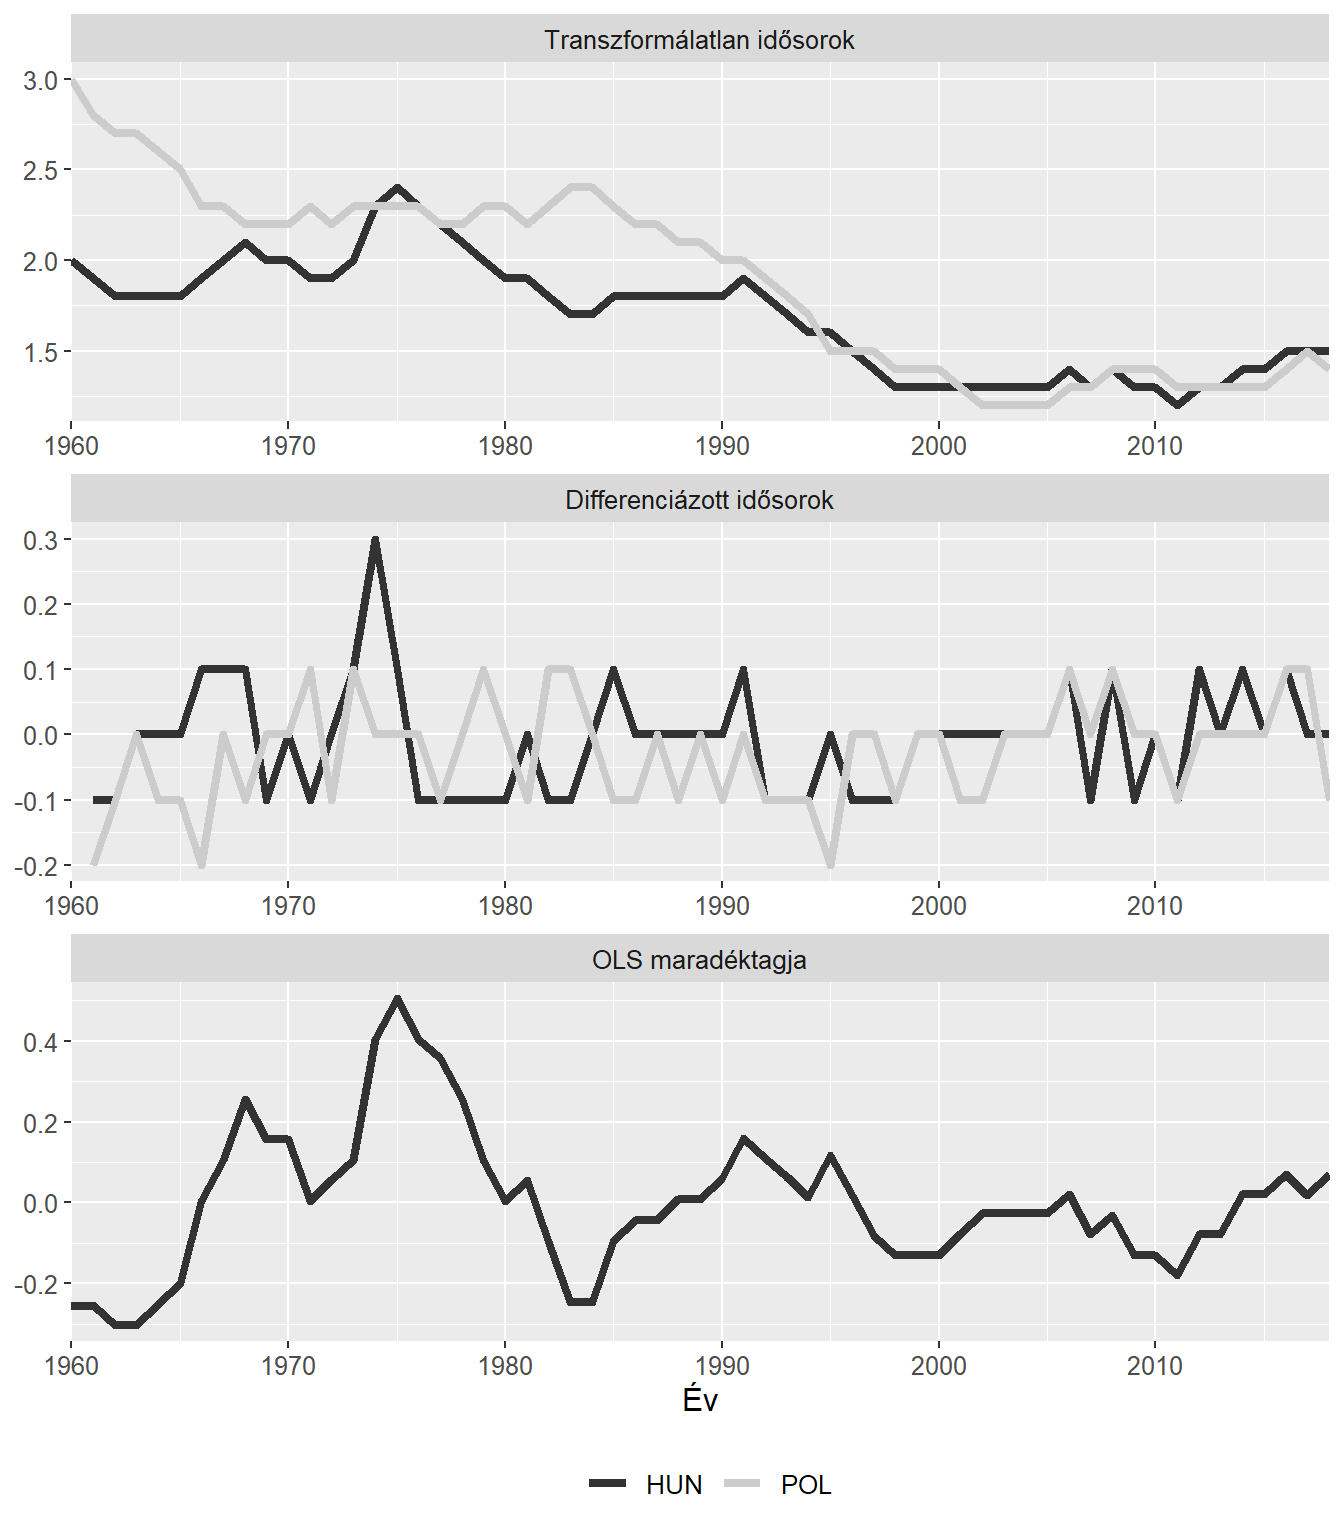 Transzformálatlan idősorok
3.0
2.5
2.0
1.5
1960 1970 1980 1990 2000 2010
Differenciázott idősorok
0.3
0.2
0.1
0.0
-0.1
-0.2
1960 1970 1980 1990 2000 2010
OLS maradéktagja
0.4
0.2
0.0
-0.2
1960 1970 1980 1990 2000 2010
Év
HUN POL